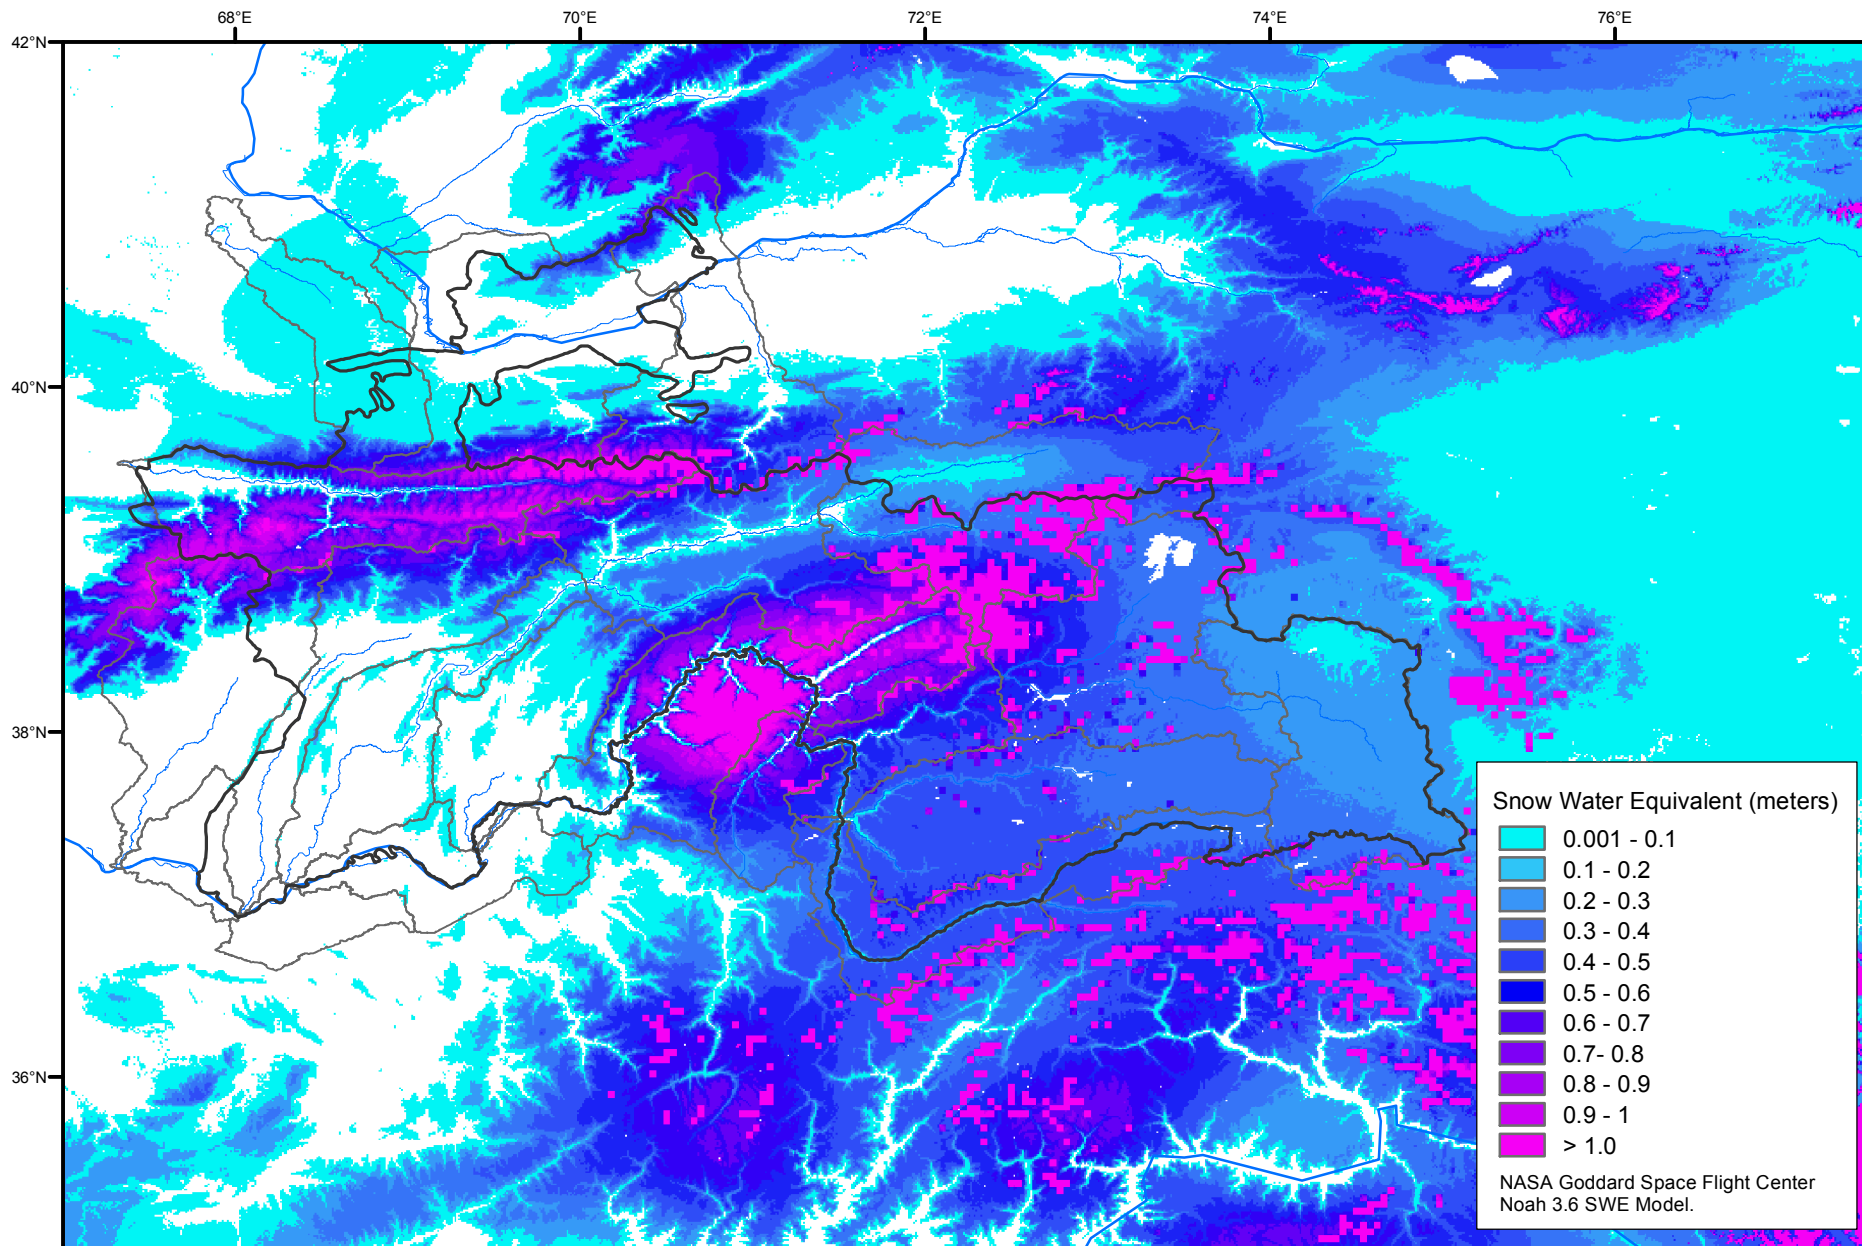 68°E
70°E
72°E
74°E
76°E
42°N
40°N
38°N
36°N
Snow Water Equivalent (meters)
0.001 - 0.1
0.1 - 0.2
0.2 - 0.3
0.3 - 0.4
0.4 - 0.5
0.5 - 0.6
0.6 - 0.7
0.7- 0.8
0.8 - 0.9
0.9 - 1
> 1.0
NASA Goddard Space Flight Center
Noah 3.6 SWE Model.